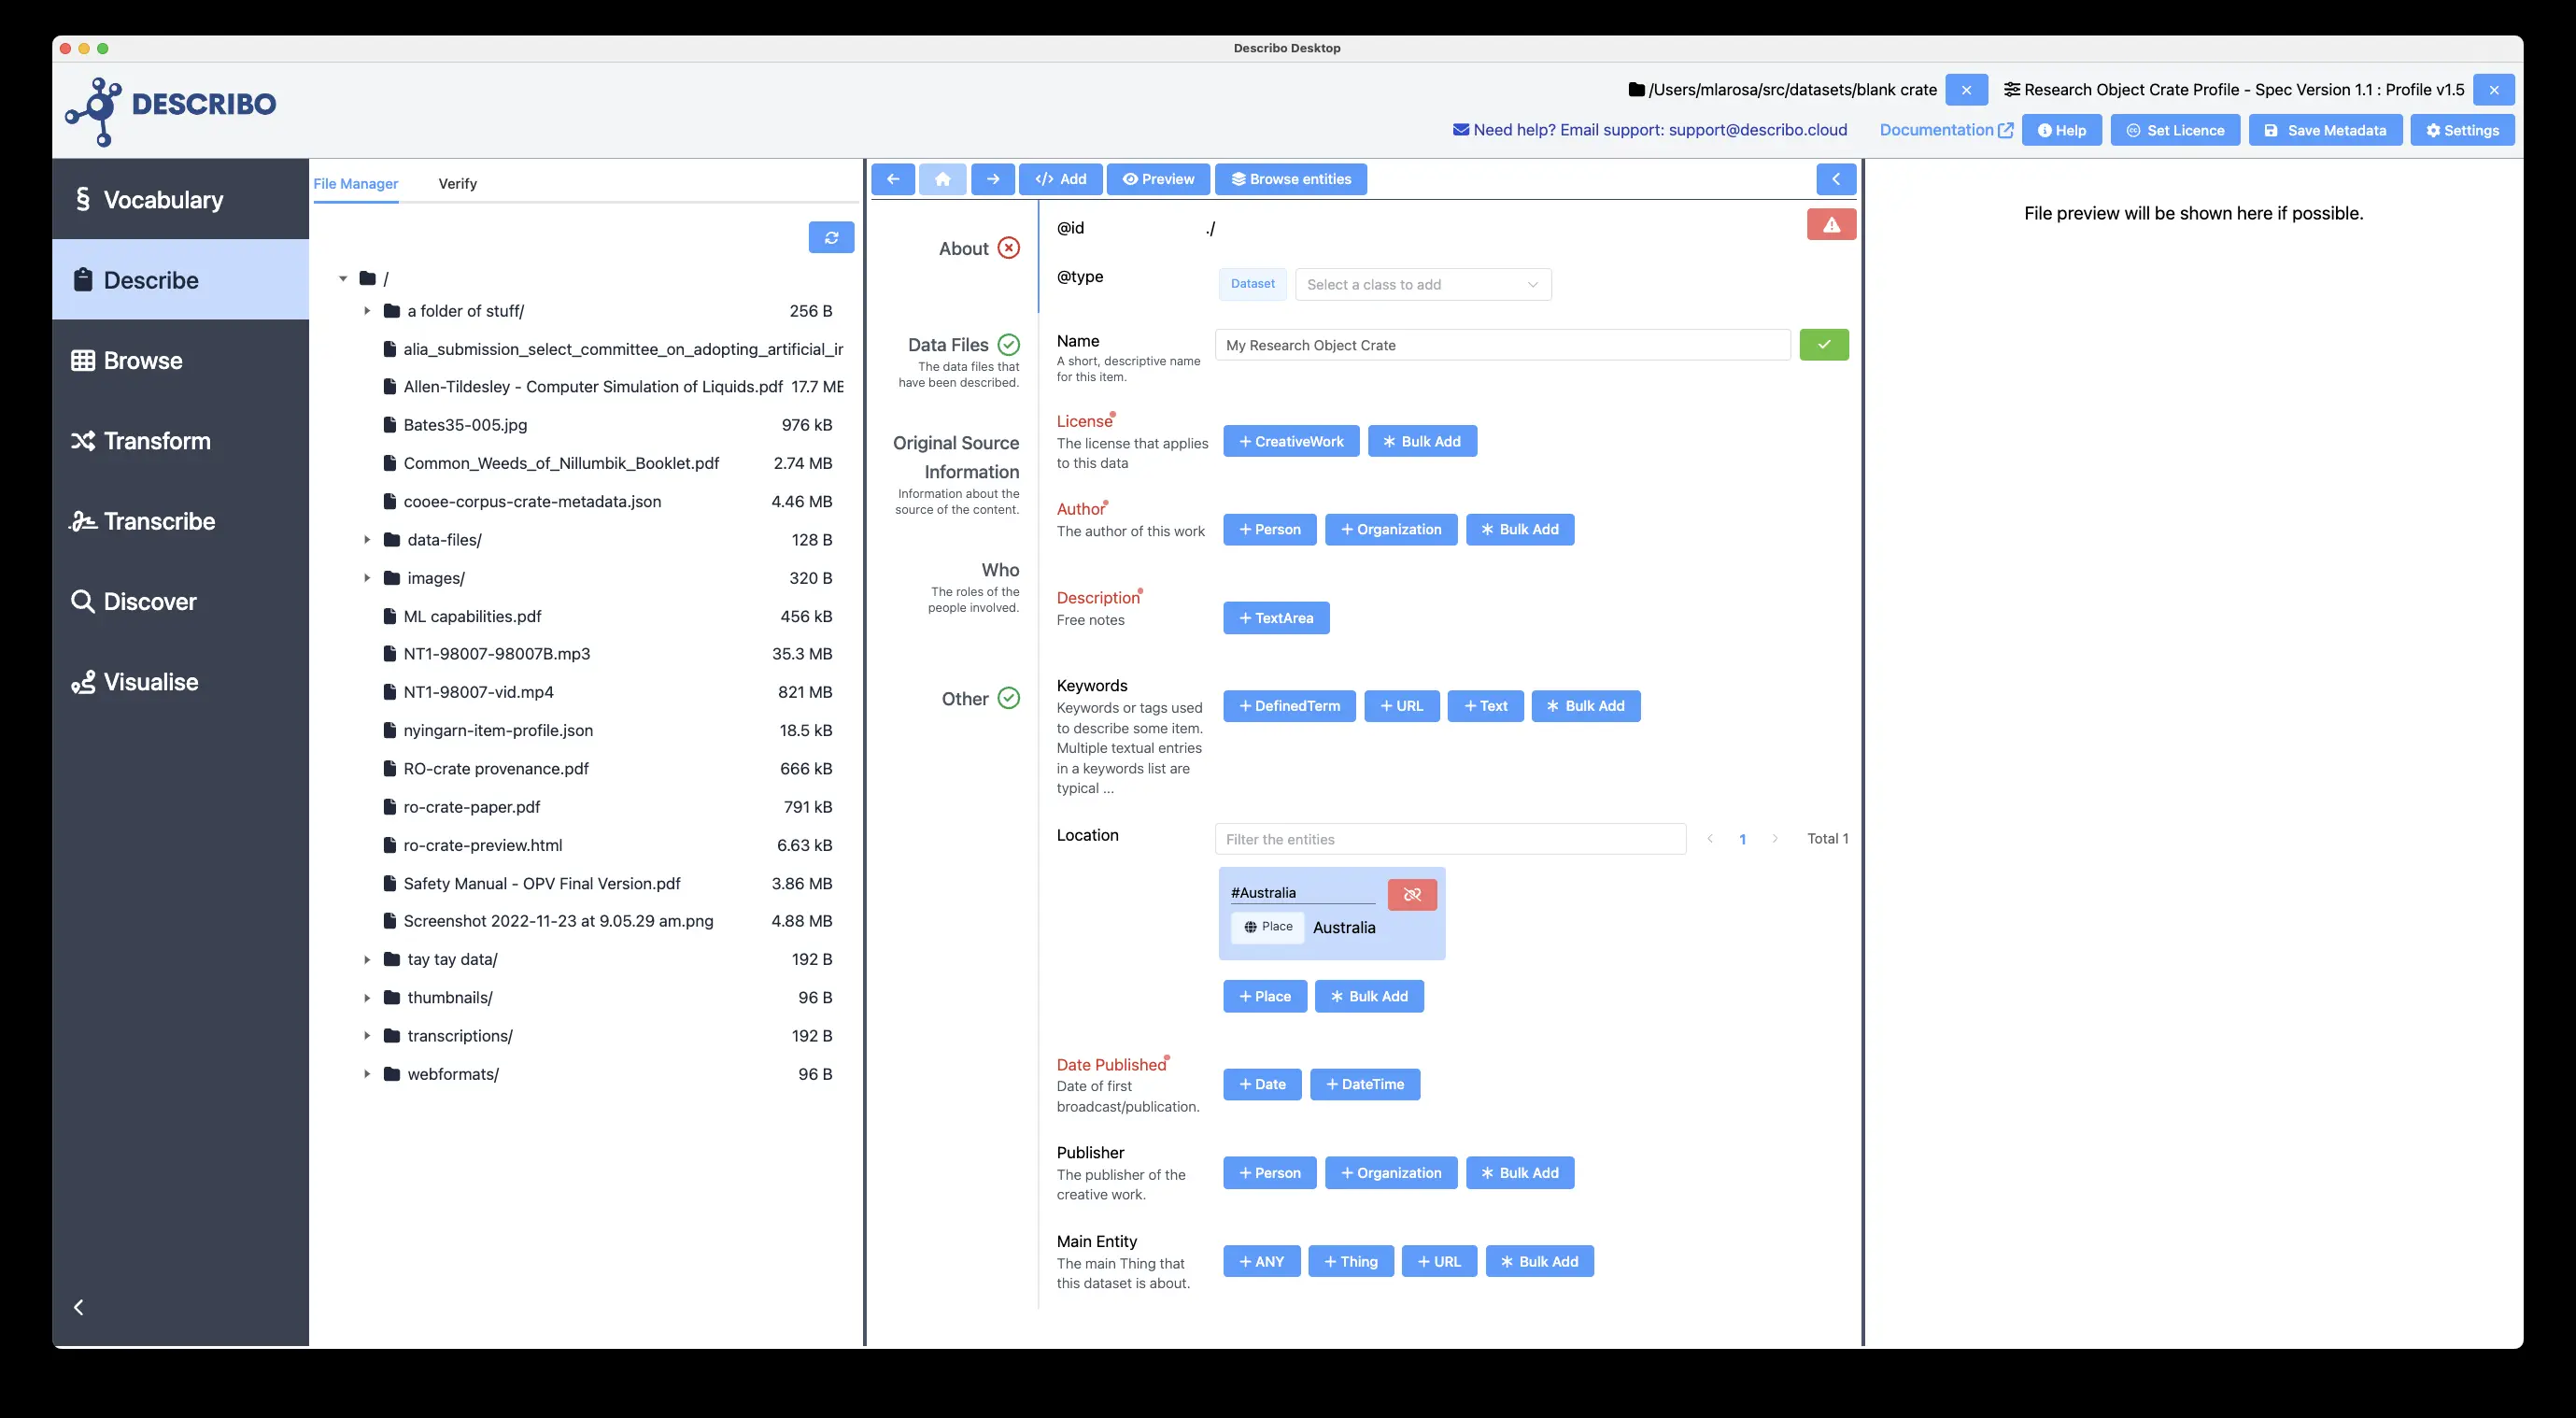 Describo Desktop
DESCRIBO
/Users/mlarosa/src/datasets/blank crate
Research Object Crate Profile - Spec Version 1.1 : Profile v1.5
Need help? Email support: support@describo.cloud
Documentation
Help
Set Licence
Save Metadata
Settings
Vocabulary
Describe
Browse
Transform
Transcribe
Discover
Visualise
File Manager
Verify
/
a folder of stuff/ 256 B
alia_submission_select_committee_on_adopting_artificial_ir
Allen-Tildesley - Computer Simulation of Liquids.pdf 17.7 ME
Bates35-005.jpg 976 kB
Common_Weeds_of_Nillumbik_Booklet.pdf 2.74 MB
cooee-corpus-crate-metadata.json 4.46 MB
data-files/ 128 B
images/ 320 B
ML capabilities.pdf 456 kB
NT1-98007-98007B.mp3 35.3 MB
NT1-98007-vid.mp4 821 MB
nyingarn-item-profile.json 18.5 kB
RO-crate provenance.pdf 666 kB
ro-crate-paper.pdf 791 kB
ro-crate-preview.html 6.63 kB
Safety Manual - OPV Final Version.pdf 3.86 MB
Screenshot 2022-11-23 at 9.05.29 am.png 4.88 MB
tay tay data/ 192 B
thumbnails/ 96 B
transcriptions/ 192 B
webformats/ 96 B
</> Add
Preview
Browse entities
About
Data Files
The data files that
have been described.
Original Source
Information
Information about the
source of the content.
Who
The roles of the
people involved.
Other
@id ./
@type Dataset Select a class to add
Name My Research Object Crate
A short, descriptive name
for this item.
License
The license that applies
to this data
+ CreativeWork
Bulk Add
Author
The author of this work
+ Person
+ Organization
Bulk Add
Description
Free notes
+ TextArea
Keywords
Keywords or tags used
to describe some item.
Multiple textual entries
in a keywords list are
typical ...
+ DefinedTerm
+ URL
+ Text
Bulk Add
Location
Filter the entities
1
Total 1
#Australia
Place Australia
+ Place
Bulk Add
Date Published
Date of first
broadcast/publication.
+ Date
+ DateTime
Publisher
The publisher of the
creative work.
+ Person
+ Organization
Bulk Add
Main Entity
The main Thing that
this dataset is about.
+ ANY
+ Thing
+ URL
Bulk Add
File preview will be shown here if possible.